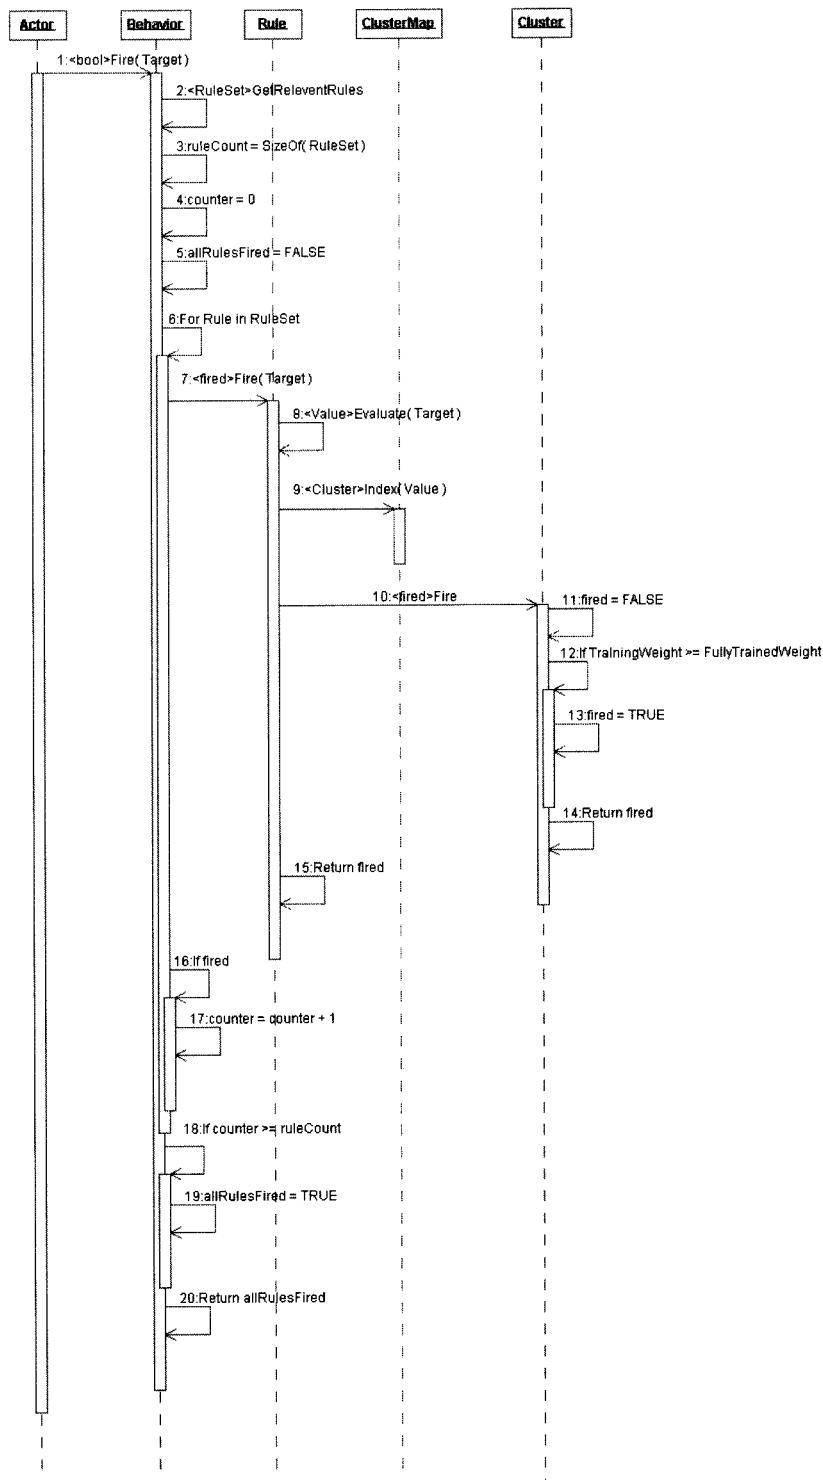 Actor
Behavior
Rule
ClusterMap
Cluster
1:<bool>Fire(Target)
2:<RuleSet>GetReleventRules
3:ruleCount = SizeOf(RuleSet)
4:counter = 0
5:allRulesFired = FALSE
6:For Rule in RuleSet
7:<fired>Fire(Target)
8:<Value>Evaluate(Target)
9:<Cluster>Index(Value)
10:<fired>Fire
11:fired = FALSE
12:If TrainingWeight >= FullyTrainedWeight
13:fired = TRUE
14:Return fired
15:Return fired
16:If fired
17:counter = counter + 1
18:If counter >= ruleCount
19:allRulesFired = TRUE
20:Return allRulesFired